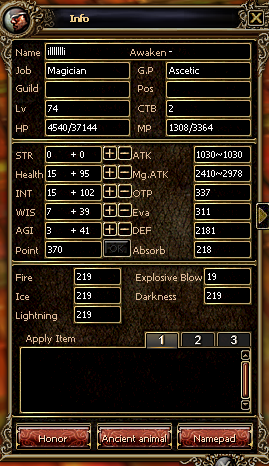 Info
Name illlllli Awaken -
Job Magician G.P Ascetic
Guild Pos
Lv 74 CTB 2
HP 4540/37144 MP 1308/3364
STR 0 + 0 + − ATK 1030~1030
Health 15 + 95 + − Mg.ATK 2410~2978
INT 15 + 102 + − OTP 337
WIS 7 + 39 + − Eva 311
AGI 3 + 41 + − DEF 2181
Point 370 OK Absorb 218
Fire 219 Explosive Blow 19
Ice 219 Darkness 219
Lightning 219
Apply Item 1 2 3
Honor Ancient animal Namepad